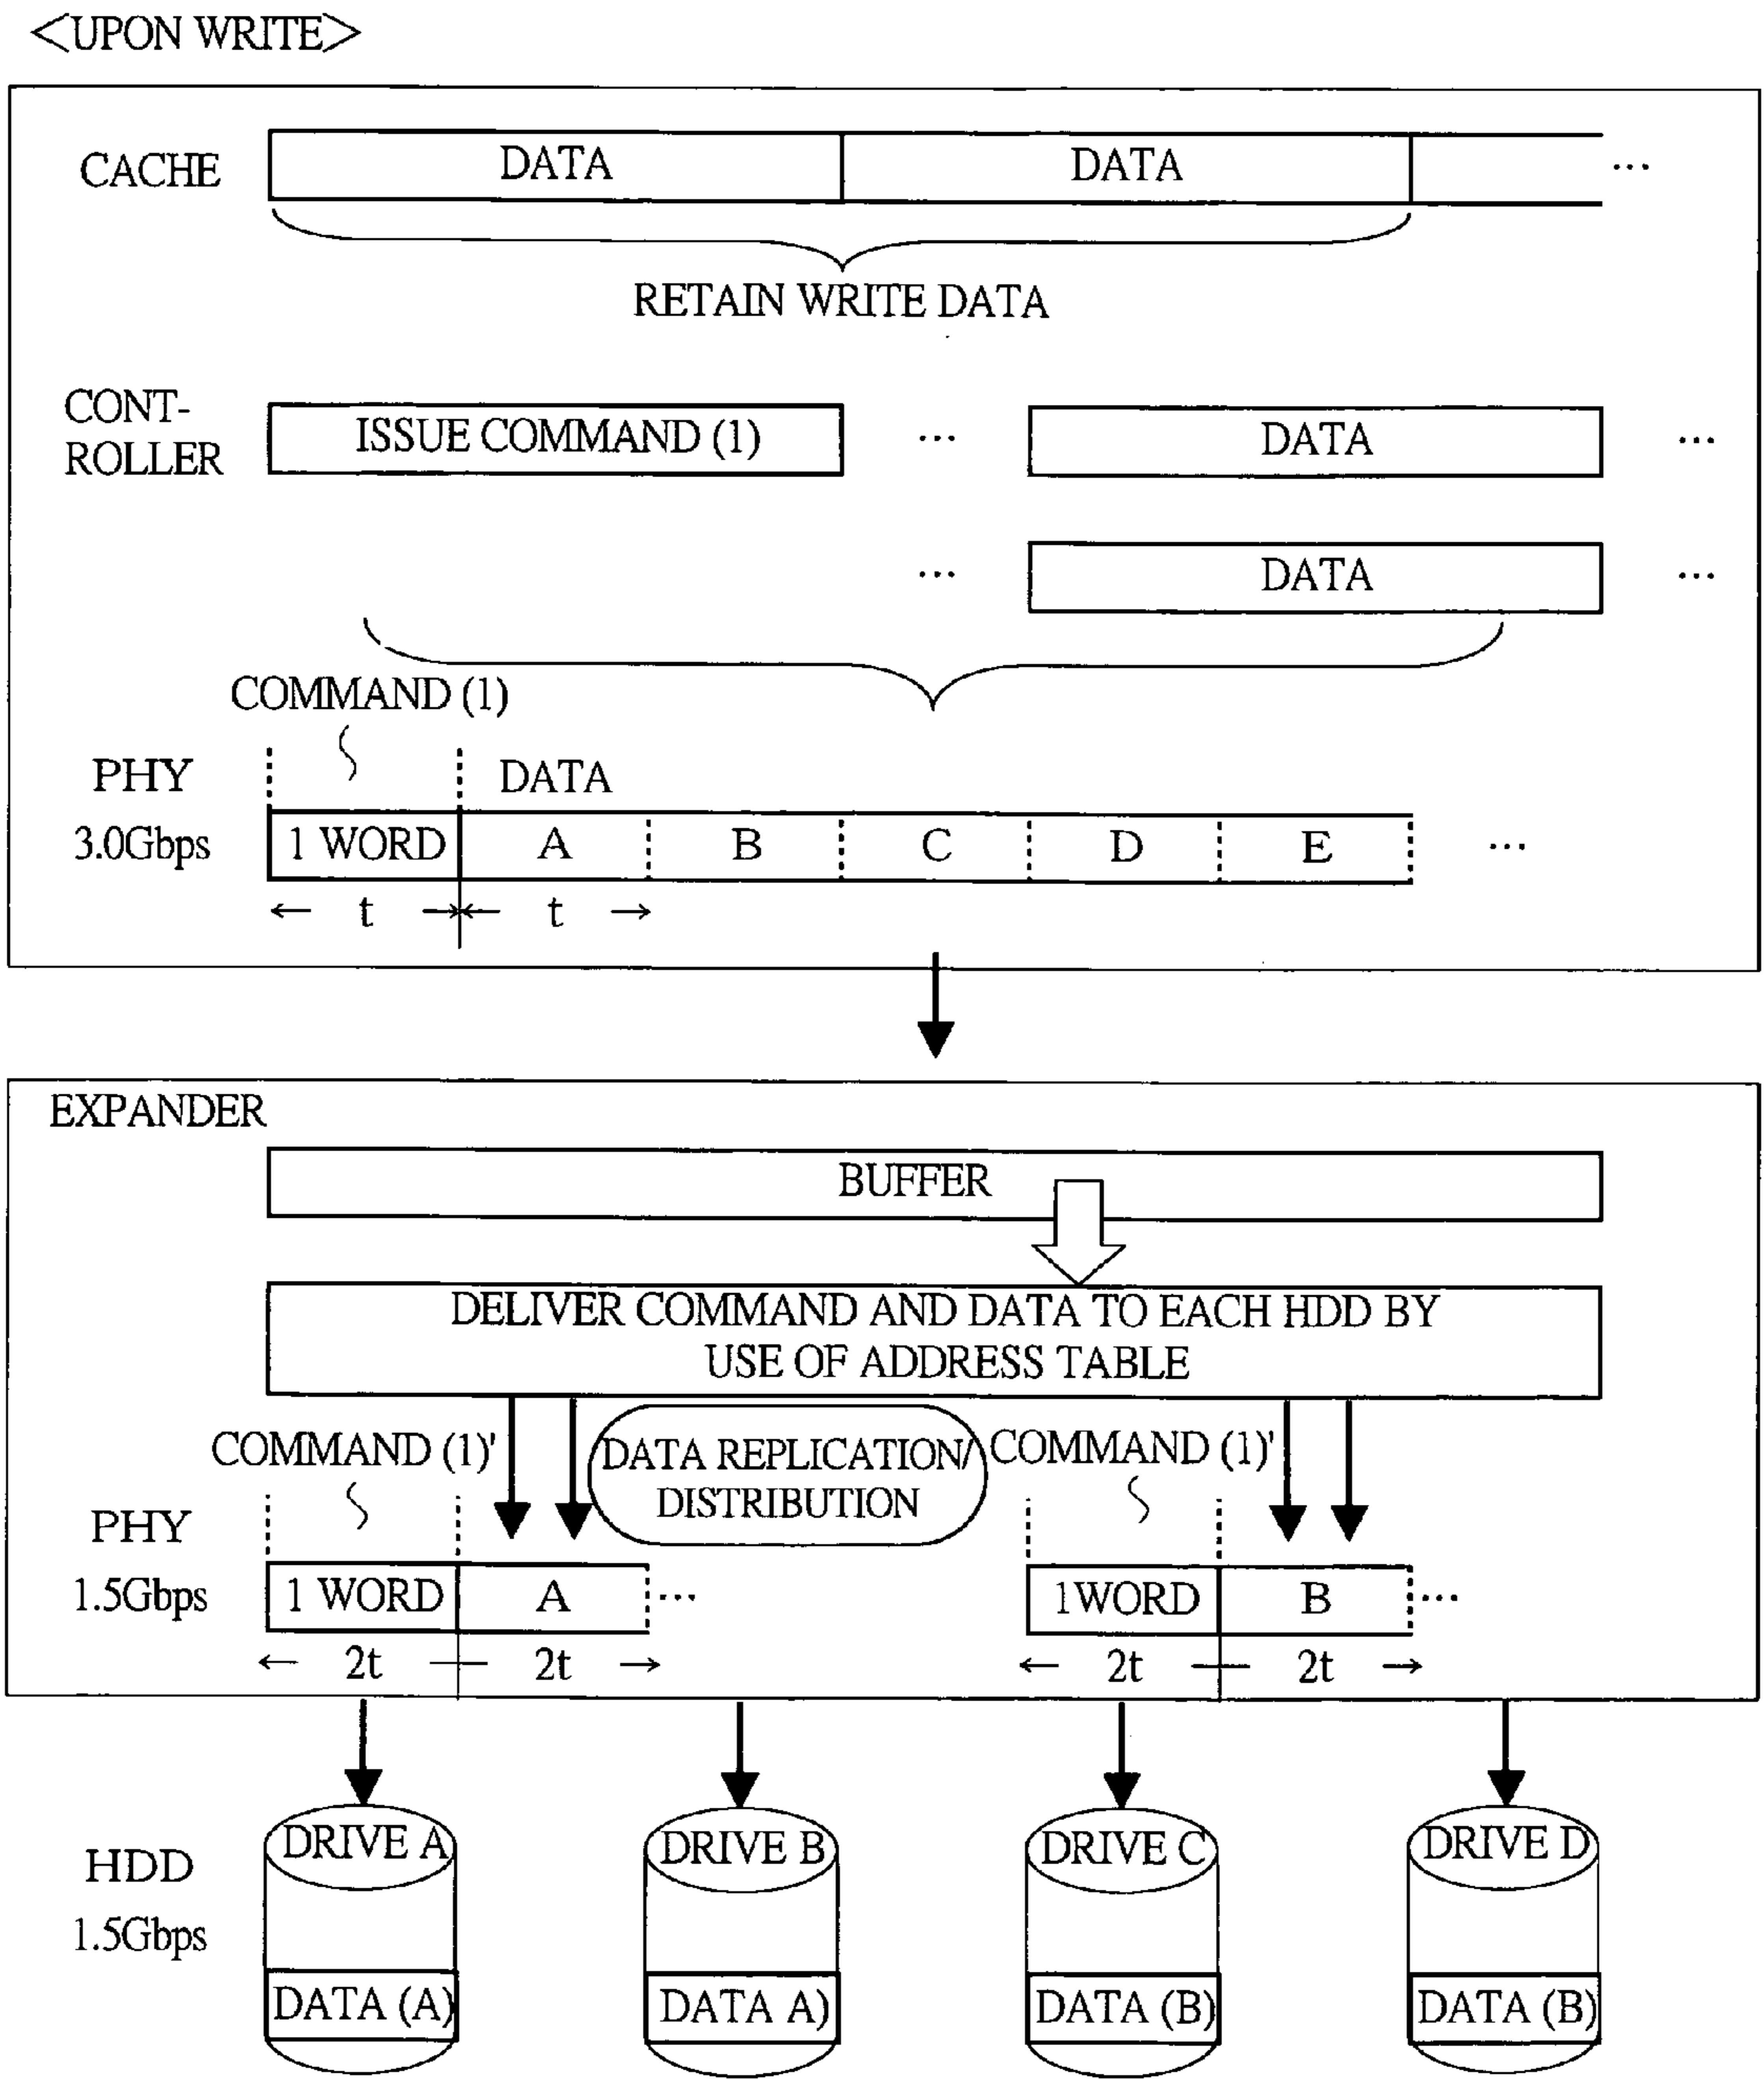 <UPON WRITE>
CACHE
DATA
DATA
...
RETAIN WRITE DATA
CONT-
ROLLER
ISSUE COMMAND (1)
...
DATA
...
...
DATA
...
COMMAND (1)
PHY
3.0Gbps
DATA
1 WORD
A
B
C
D
E
...
← t →
← t →
EXPANDER
BUFFER
DELIVER COMMAND AND DATA TO EACH HDD BY
USE OF ADDRESS TABLE
COMMAND (1)'
DATA REPLICATION/
DISTRIBUTION
COMMAND (1)'
PHY
1.5Gbps
1 WORD
A
...
1WORD
B
...
← 2t
2t →
← 2t
2t →
HDD
1.5Gbps
DRIVE A
DRIVE B
DRIVE C
DRIVE D
DATA (A)
DATA A)
DATA (B)
DATA (B)